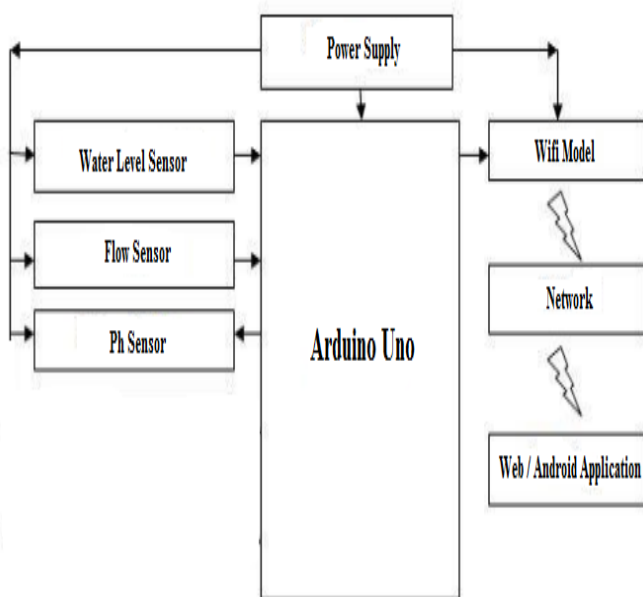 Power Supply
Water Level Sensor
Wifi Model
Flow Sensor
Network
Ph Sensor
Arduino Uno
Web / Android Application